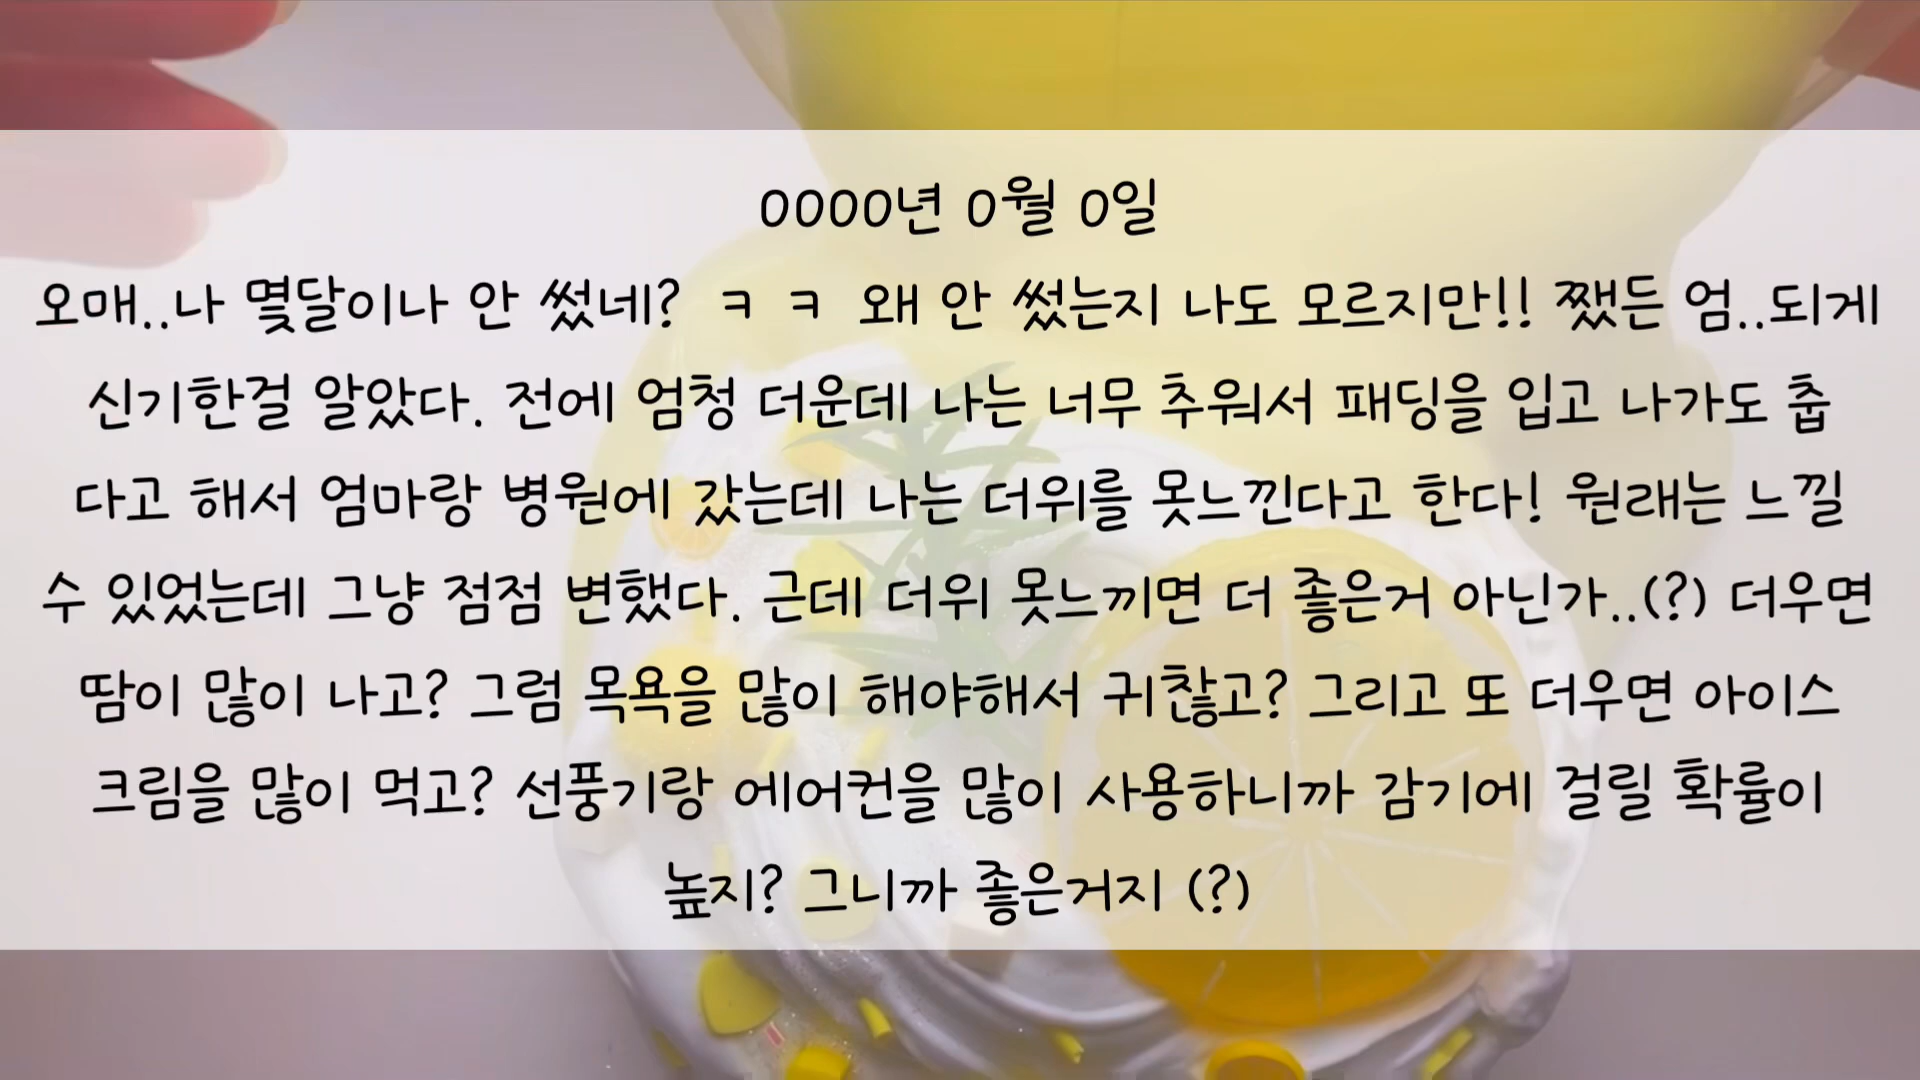 0000년 0월 0일
오매..나 몇달이나 안 썼네? ㅋ ㅋ 왜 안 썼는지 나도 모르지만!! 쨌든 엄..되게
신기한걸 알았다. 전에 엄청 더운데 나는 너무 추워서 패딩을 입고 나가도 춥
다고 해서 엄마랑 병원에 갔는데 나는 더위를 못느낀다고 한다! 원래는 느낄
수 있었는데 그냥 점점 변했다. 근데 더위 못느끼면 더 좋은거 아닌가..(?) 더우면
땀이 많이 나고? 그럼 목욕을 많이 해야해서 귀찮고? 그리고 또 더우면 아이스
크림을 많이 먹고? 선풍기랑 에어컨을 많이 사용하니까 감기에 걸릴 확률이
높지? 그니까 좋은거지 (?)